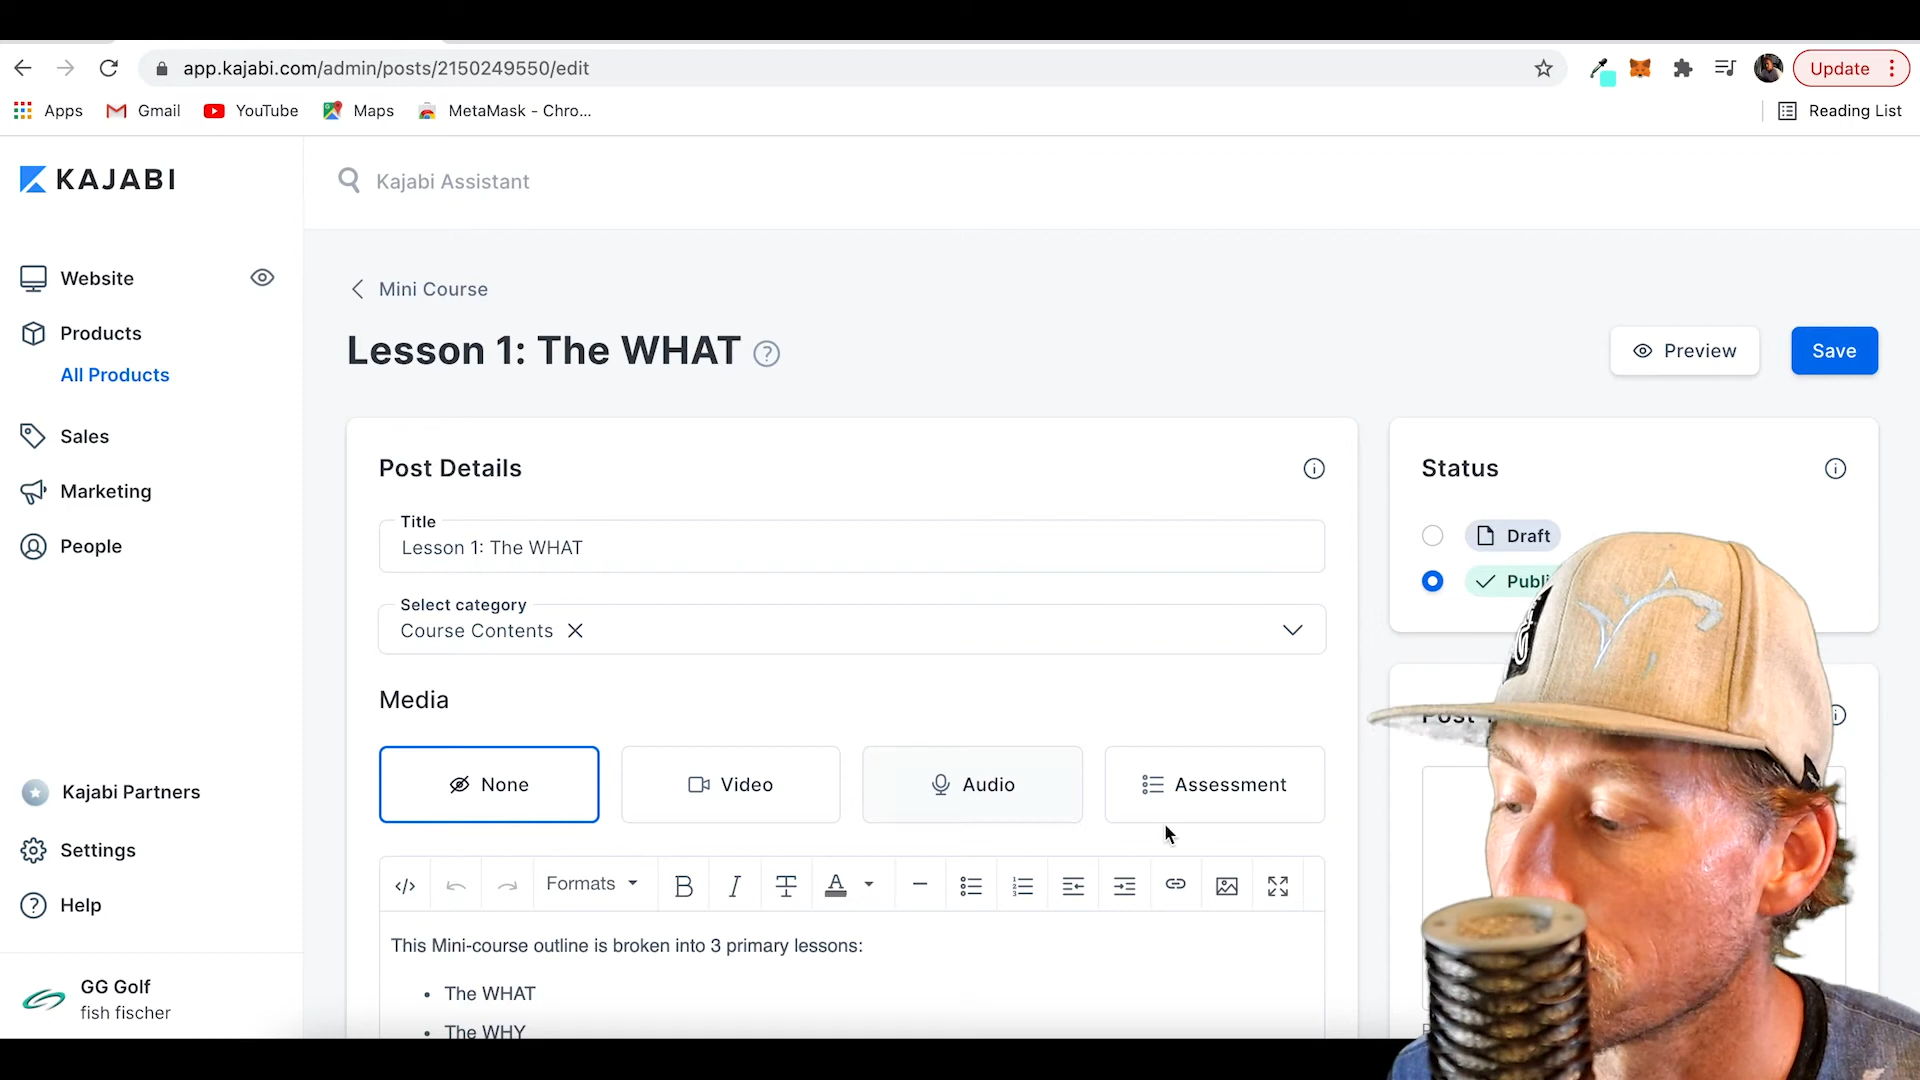 app.kajabi.com/admin/posts/2150249550/edit
Update
Apps
Gmail
YouTube
Maps
MetaMask - Chro...
Reading List
KAJABI
Kajabi Assistant
Website
Products
All Products
Sales
Marketing
People
Kajabi Partners
Settings
Help
GG Golf
fish fischer
Mini Course
Lesson 1: The WHAT
Preview
Save
Post Details
Title
Lesson 1: The WHAT
Select category
Course Contents
Media
None
Video
Audio
Assessment
Formats
This Mini-course outline is broken into 3 primary lessons:
• The WHAT
• The WHY
Status
Draft
Publi
Post